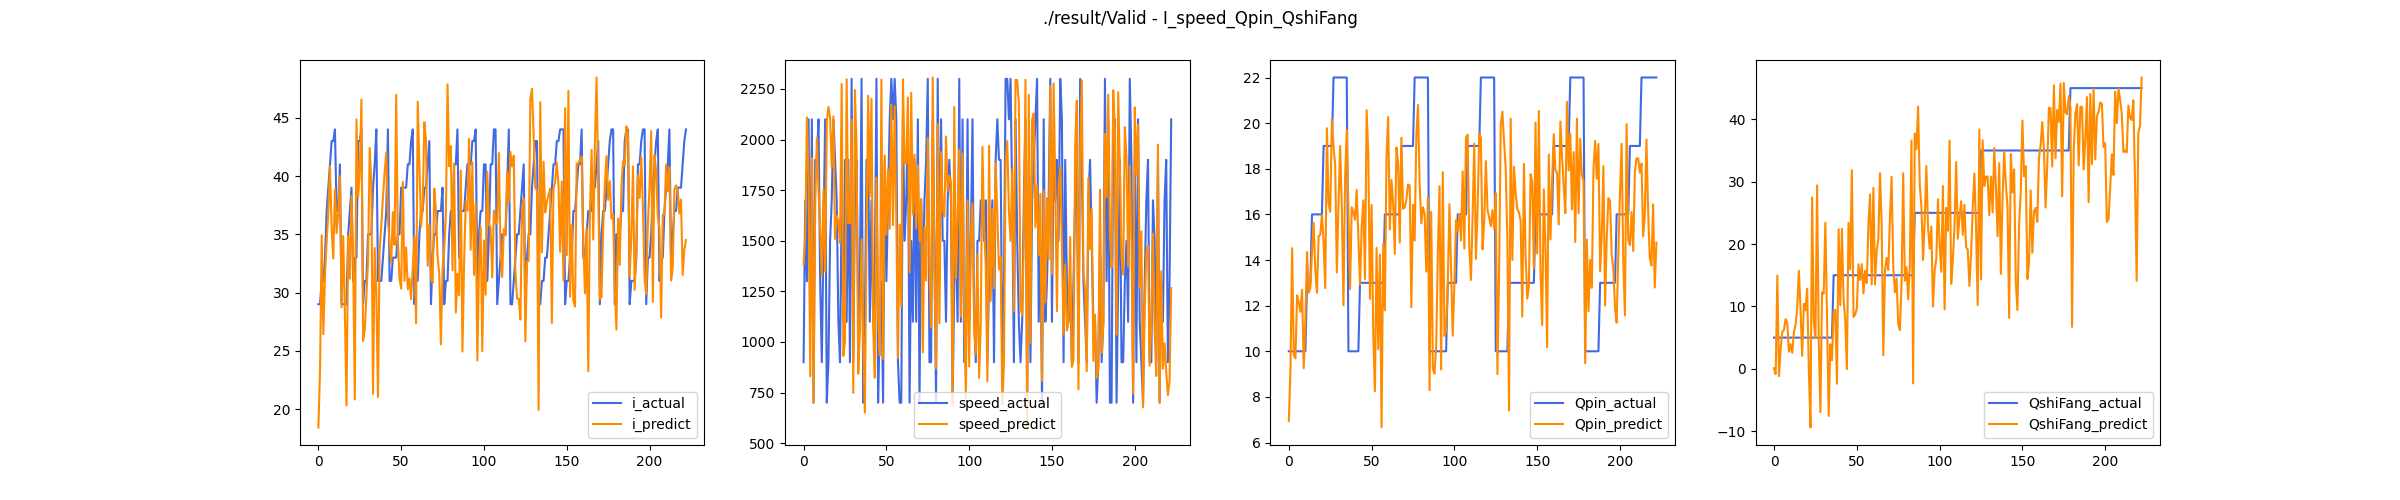 ./result/Valid - I_speed_Qpin_QshiFang
45
40
35
30
25
20
0 50 100 150 200
i_actual
i_predict
2250
2000
1750
1500
1250
1000
750
500
0 50 100 150 200
speed_actual
speed_predict
22
20
18
16
14
12
10
8
6
0 50 100 150 200
Qpin_actual
Qpin_predict
40
30
20
10
0
−10
0 50 100 150 200
QshiFang_actual
QshiFang_predict